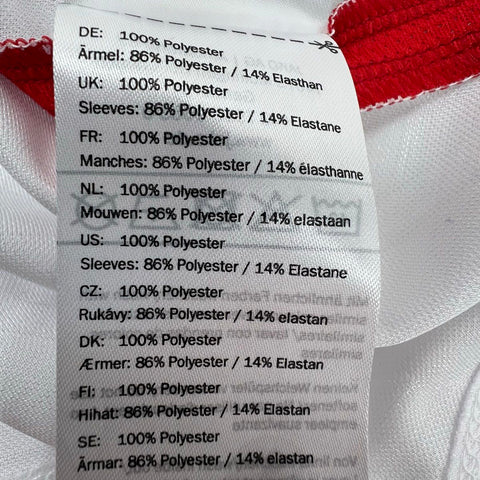 DE: 100% Polyester
Ärmel: 86% Polyester / 14% Elasthan
UK: 100% Polyester
Sleeves: 86% Polyester / 14% Elastane
FR: 100% Polyester
Manches: 86% Polyester / 14% élasthanne
NL: 100% Polyester
Mouwen: 86% Polyester / 14% elastaan
US: 100% Polyester
Sleeves: 86% Polyester / 14% Elastane
CZ: 100% Polyester
Rukávy: 86% Polyester / 14% elastan
DK: 100% Polyester
Ærmer: 86% Polyester / 14% Elastan
FI: 100% Polyester
Hihat: 86% Polyester / 14% Elastan
SE: 100% Polyester
Ärmar: 86% Polyester / 14% elastan